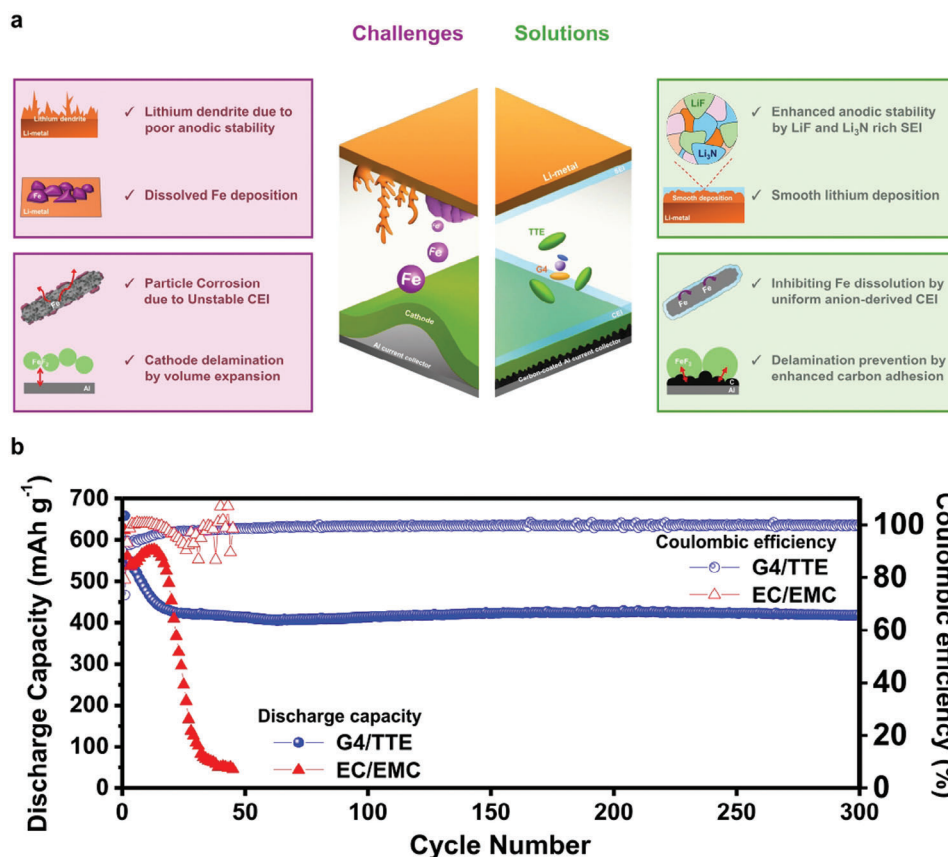 a
Challenges
Solutions
Lithium dendrite
Li-metal
✓ Lithium dendrite due to
poor anodic stability
Fe
Li-metal
✓ Dissolved Fe deposition
Fe
✓ Particle Corrosion
due to Unstable CEI
FeF₂
Al
✓ Cathode delamination
by volume expansion
Fe
Fe
Cathode
Al current collector
Li-metal
SEI
TTE
G4
CEI
Carbon-coated Al current collector
LiF
Li₃N
Smooth deposition
Li-metal
✓ Enhanced anodic stability
by LiF and Li₃N rich SEI
✓ Smooth lithium deposition
Fe
Fe
✓ Inhibiting Fe dissolution by
uniform anion-derived CEI
C
Al
✓ Delamination prevention by
enhanced carbon adhesion
b
Discharge Capacity (mAh g⁻¹)
700
600
500
400
300
200
100
0
Coulombic efficiency
G4/TTE
EC/EMC
Discharge capacity
G4/TTE
EC/EMC
100
80
60
40
20
0
Coulombic efficiency (%)
0
50
100
150
200
250
300
Cycle Number